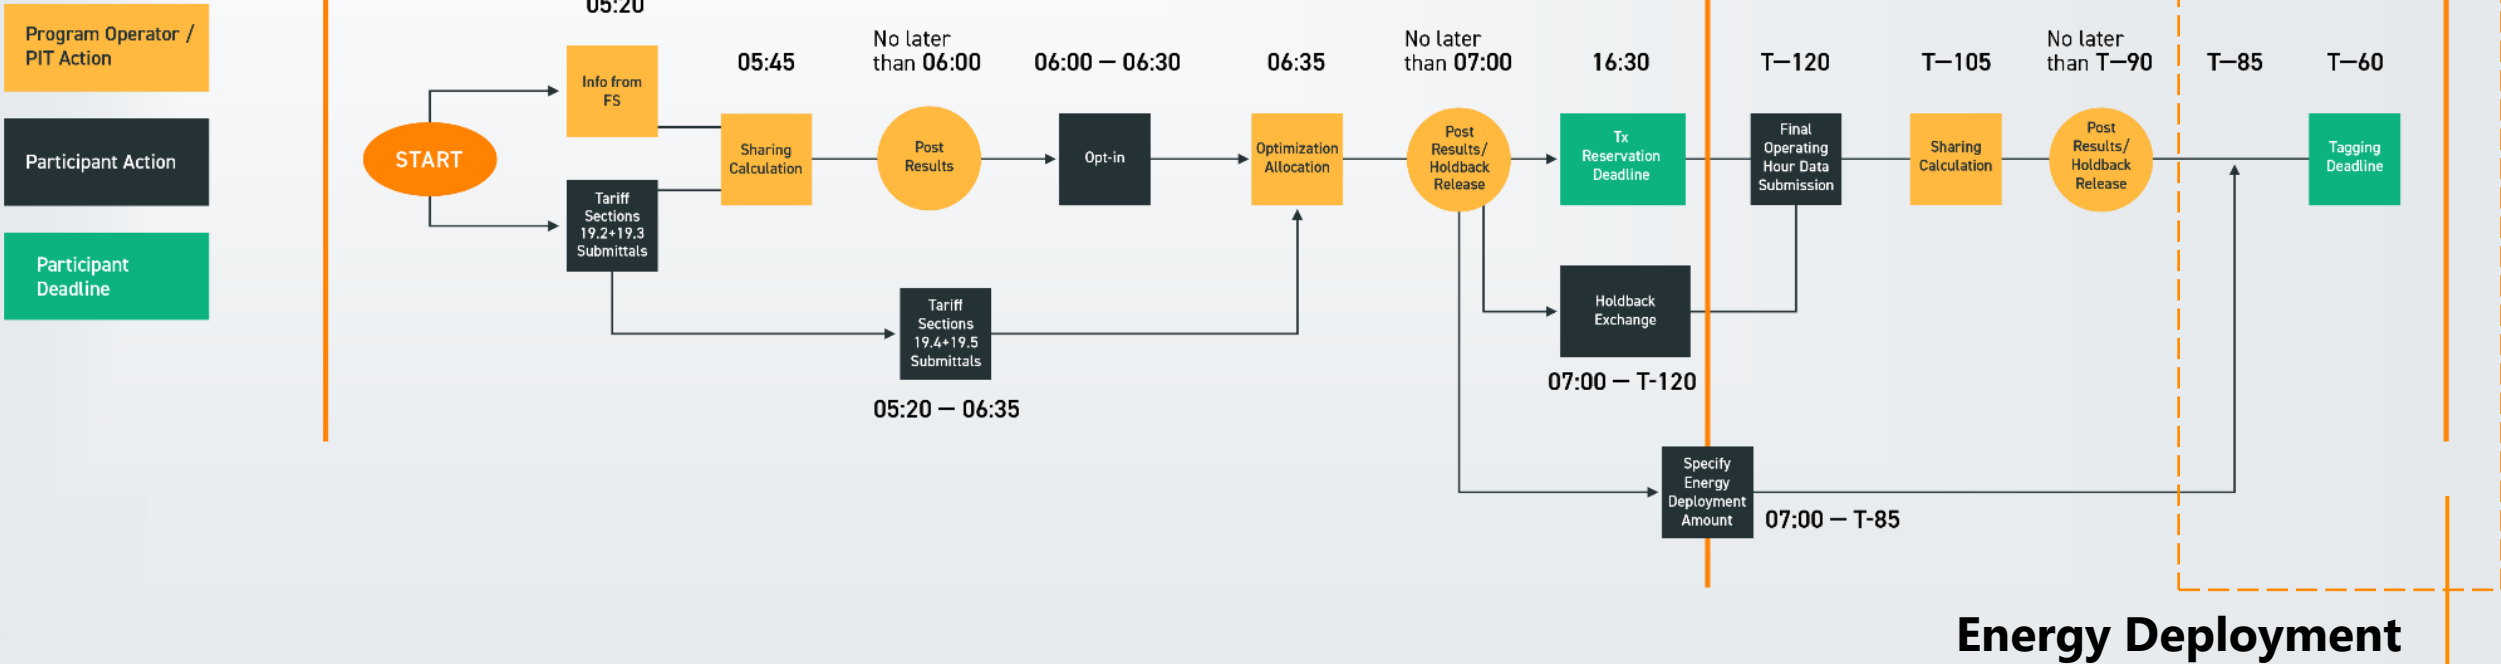 Program Operator /
PIT Action
Participant Action
Participant
Deadline
05:20
Info from
FS
START
Tariff
Sections
19.2+19.3
Submittals
05:45
Sharing
Calculation
No later
than 06:00
Post
Results
Tariff
Sections
19.4+19.5
Submittals
05:20 — 06:35
06:00 — 06:30
Opt-in
06:35
Optimization
Allocation
No later
than 07:00
Post
Results/
Holdback
Release
16:30
Tx
Reservation
Deadline
Holdback
Exchange
07:00 — T-120
Specify
Energy
Deployment
Amount
07:00 — T-85
T—120
Final
Operating
Hour Data
Submission
T—105
Sharing
Calculation
No later
than T—90
Post
Results/
Holdback
Release
T—85
T—60
Tagging
Deadline
Energy Deployment